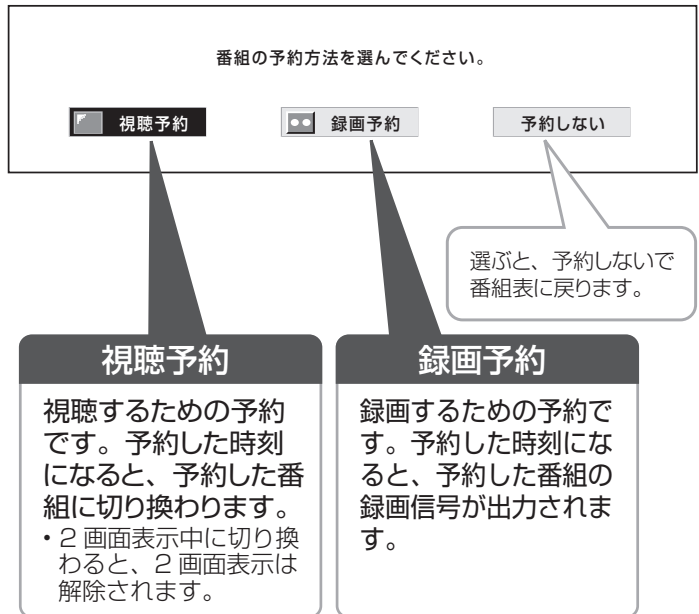 番組の予約方法を選んでください。
視聴予約
録画予約
予約しない
選ぶと、予約しないで
番組表に戻ります。
視聴予約
視聴するための予約
です。予約した時刻
になると、予約した番
組に切り換わります。
・2 画面表示中に切り換
わると、2 画面表示は
解除されます。
録画予約
録画するための予約で
す。予約した時刻にな
ると、予約した番組の
録画信号が出力されま
す。